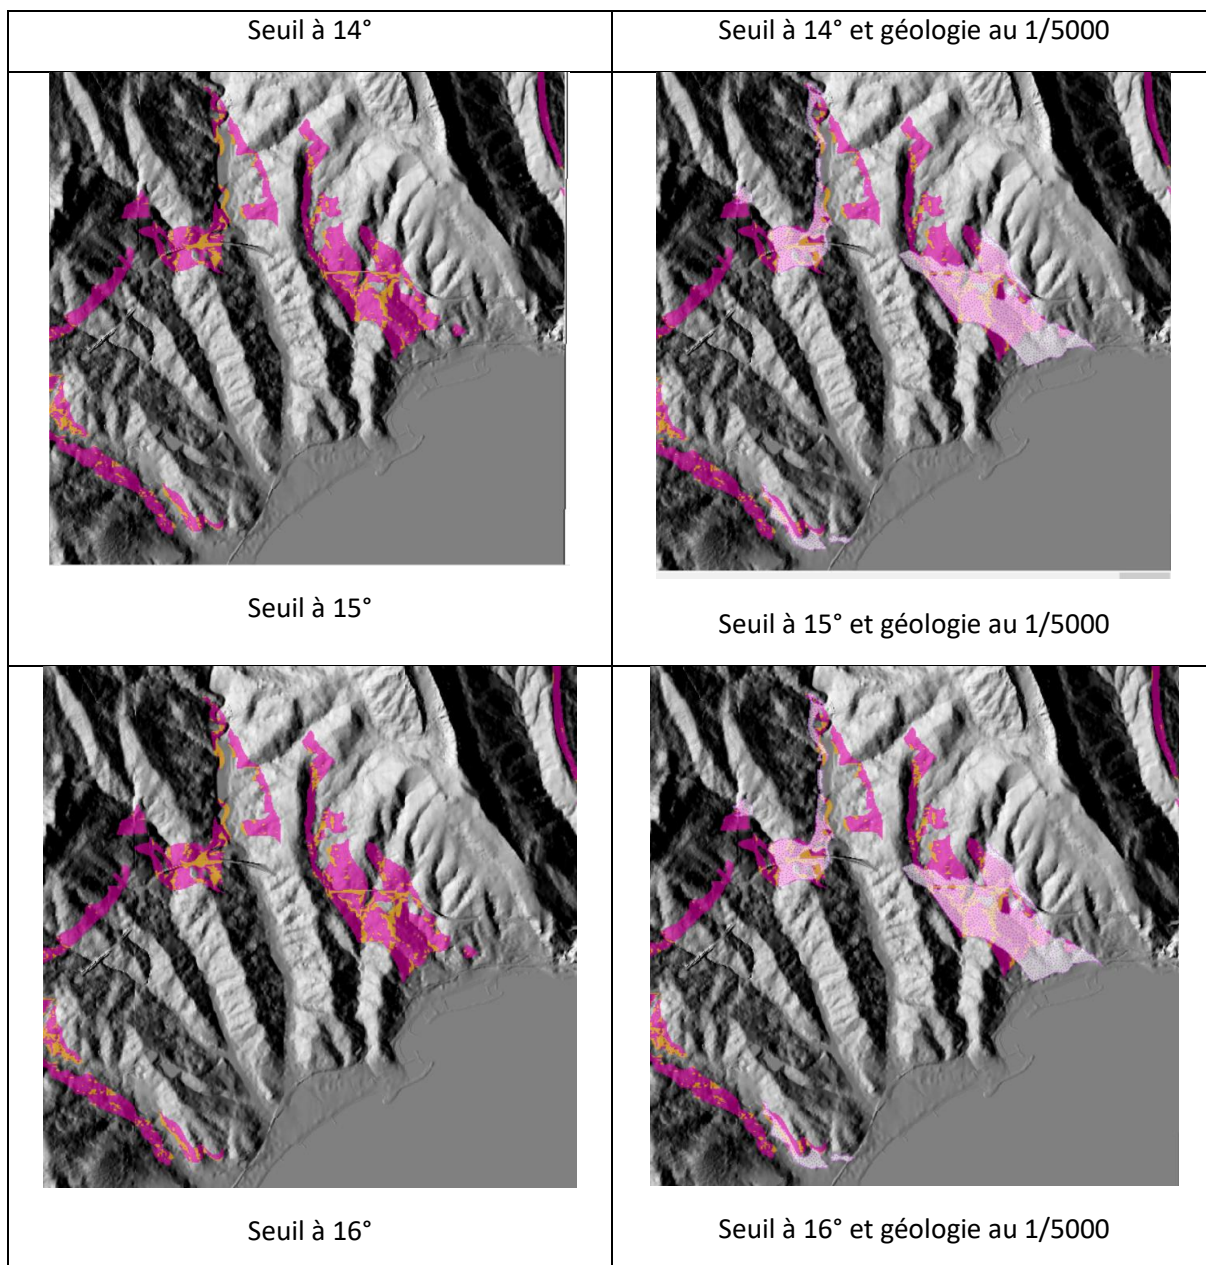 Seuil à 14°
Seuil à 14° et géologie au 1/5000
Seuil à 15°
Seuil à 15° et géologie au 1/5000
Seuil à 16°
Seuil à 16° et géologie au 1/5000